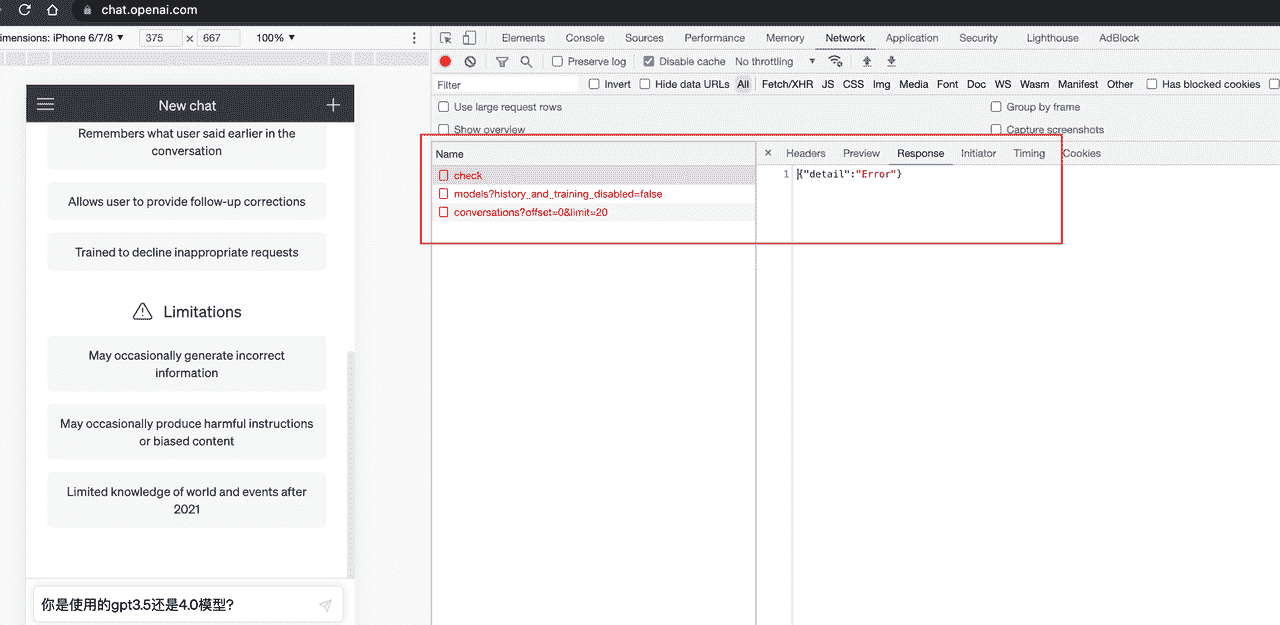 chat.openai.com
imensions: iPhone 6/7/8 ▼ 375 × 667 100% ▼
Elements Console Sources Performance Memory Network Application Security Lighthouse AdBlock
Preserve log Disable cache No throttling ▼
Filter Invert Hide data URLs All Fetch/XHR JS CSS Img Media Font Doc WS Wasm Manifest Other Has blocked cookies
Use large request rows Group by frame
Show overview Capture screenshots
Name × Headers Preview Response Initiator Timing Cookies
check
models?history_and_training_disabled=false
conversations?offset=0&limit=20
1 {"detail":"Error"}
New chat
Remembers what user said earlier in the
conversation
Allows user to provide follow-up corrections
Trained to decline inappropriate requests
Limitations
May occasionally generate incorrect
information
May occasionally produce harmful instructions
or biased content
Limited knowledge of world and events after
2021
你是使用的gpt3.5还是4.0模型?